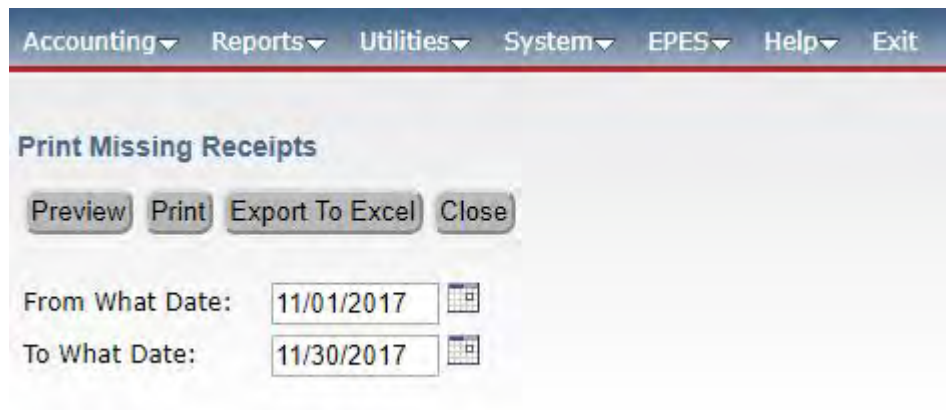 Accounting Reports Utilities System EPES Help Exit
Print Missing Receipts
Preview Print Export To Excel Close
From What Date: 11/01/2017
To What Date: 11/30/2017